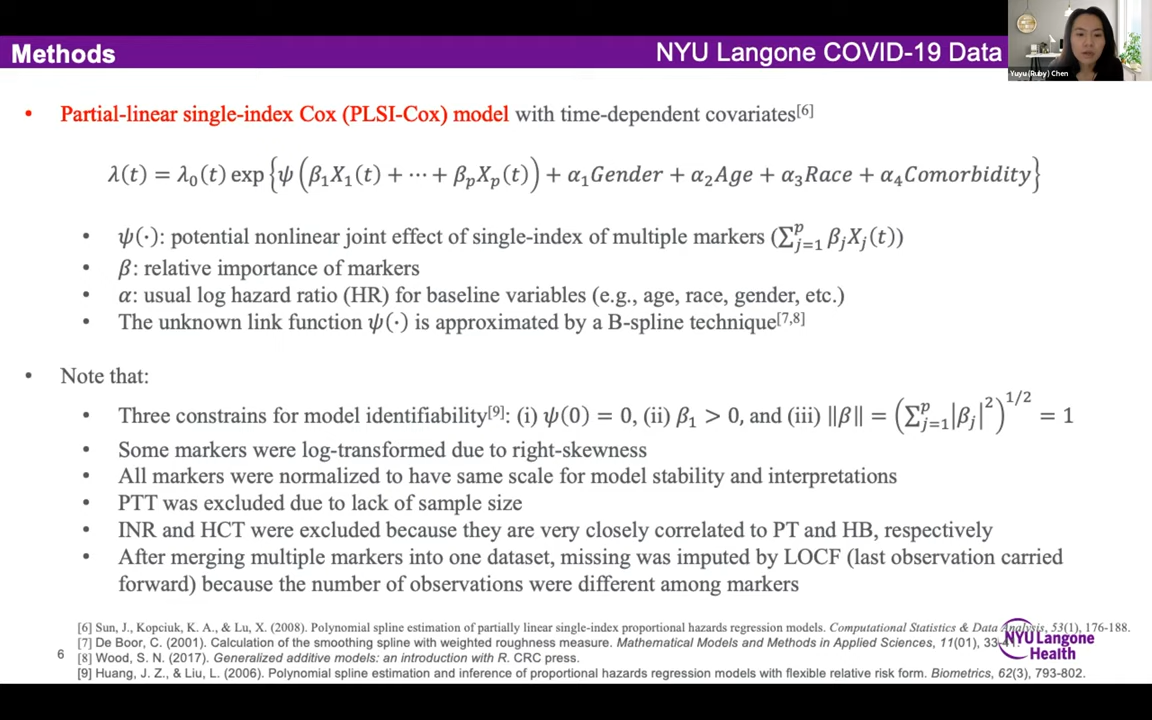 Methods
NYU Langone COVID-19 Data
Yuyu (Ruby) Chen
• Partial-linear single-index Cox (PLSI-Cox) model with time-dependent covariates[6]
λ(t) = λ₀(t) exp{ψ(β₁X₁(t) + ⋯ + βₚXₚ(t)) + α₁Gender + α₂Age + α₃Race + α₄Comorbidity}
• ψ(·): potential nonlinear joint effect of single-index of multiple markers (∑ᵖⱼ₌₁ βⱼXⱼ(t))
• β: relative importance of markers
• α: usual log hazard ratio (HR) for baseline variables (e.g., age, race, gender, etc.)
• The unknown link function ψ(·) is approximated by a B-spline technique[7,8]
• Note that:
• Three constrains for model identifiability[9]: (i) ψ(0) = 0, (ii) β₁ > 0, and (iii) ‖β‖ = (∑ᵖⱼ₌₁|βⱼ|²)^1/2 = 1
• Some markers were log-transformed due to right-skewness
• All markers were normalized to have same scale for model stability and interpretations
• PTT was excluded due to lack of sample size
• INR and HCT were excluded because they are very closely correlated to PT and HB, respectively
• After merging multiple markers into one dataset, missing was imputed by LOCF (last observation carried
forward) because the number of observations were different among markers
[6] Sun, J., Kopciuk, K. A., & Lu, X. (2008). Polynomial spline estimation of partially linear single-index proportional hazards regression models. Computational Statistics & Data Analysis, 53(1), 176-188.
[7] De Boor, C. (2001). Calculation of the smoothing spline with weighted roughness measure. Mathematical Models and Methods in Applied Sciences, 11(01), 33-
[8] Wood, S. N. (2017). Generalized additive models: an introduction with R. CRC press.
[9] Huang, J. Z., & Liu, L. (2006). Polynomial spline estimation and inference of proportional hazards regression models with flexible relative risk form. Biometrics, 62(3), 793-802.
6
NYU Langone
Health